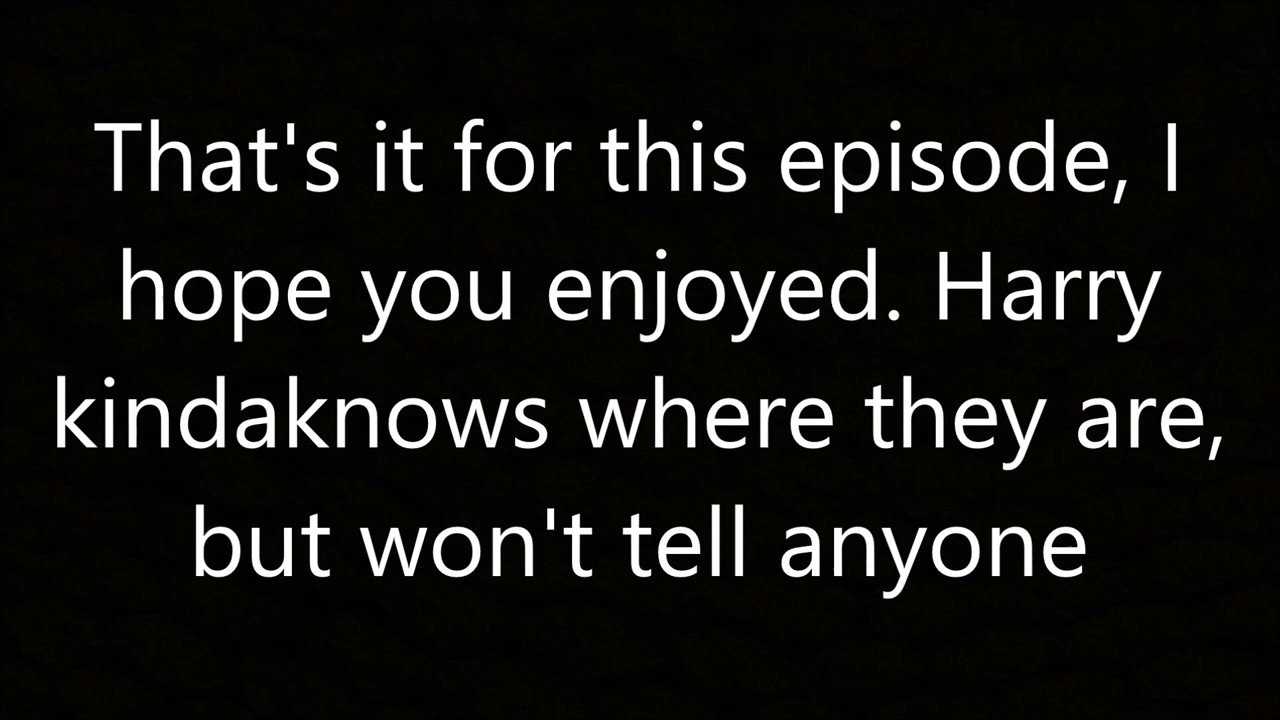 That's it for this episode, I
hope you enjoyed. Harry
kindaknows where they are,
but won't tell anyone